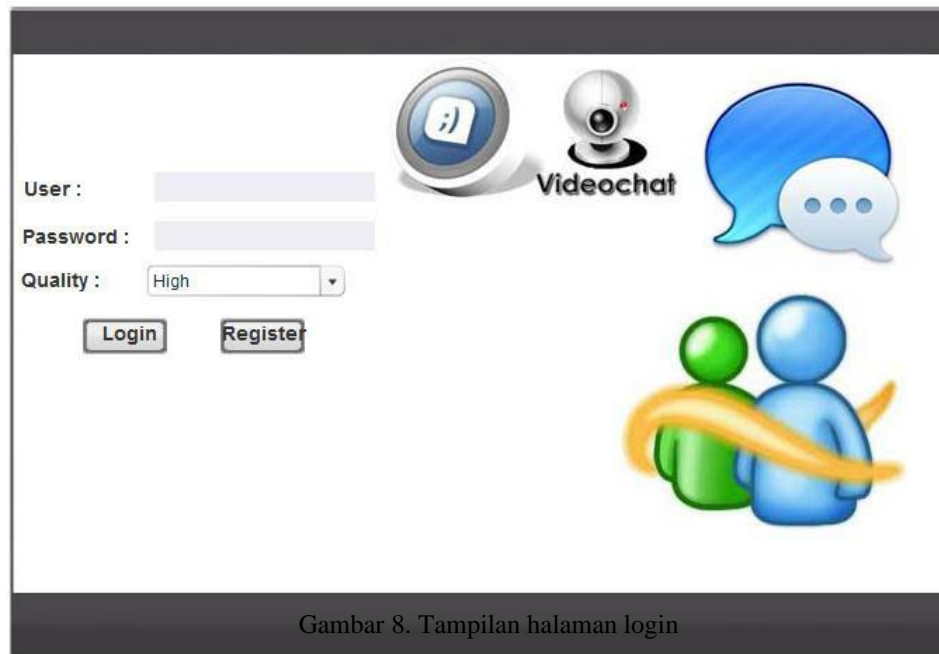 ;)
Videochat
User :
Password :
Quality : High
Login Register
Gambar 8. Tampilan halaman login